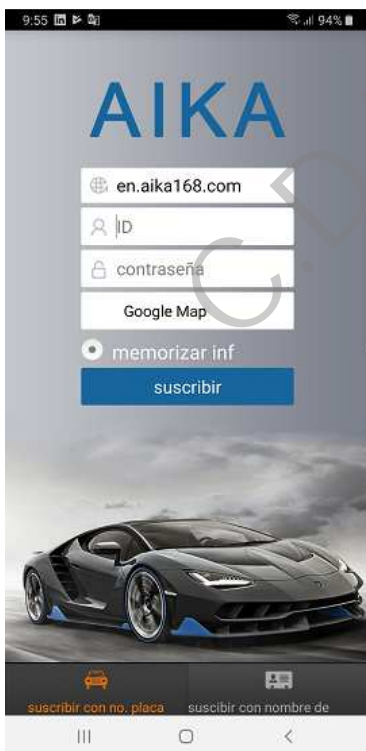 9:55 94%
AIKA
en.aika168.com
ID
contraseña
Google Map
memorizar inf
suscribir
suscribir con no. placa suscibir con nombre de
C.D